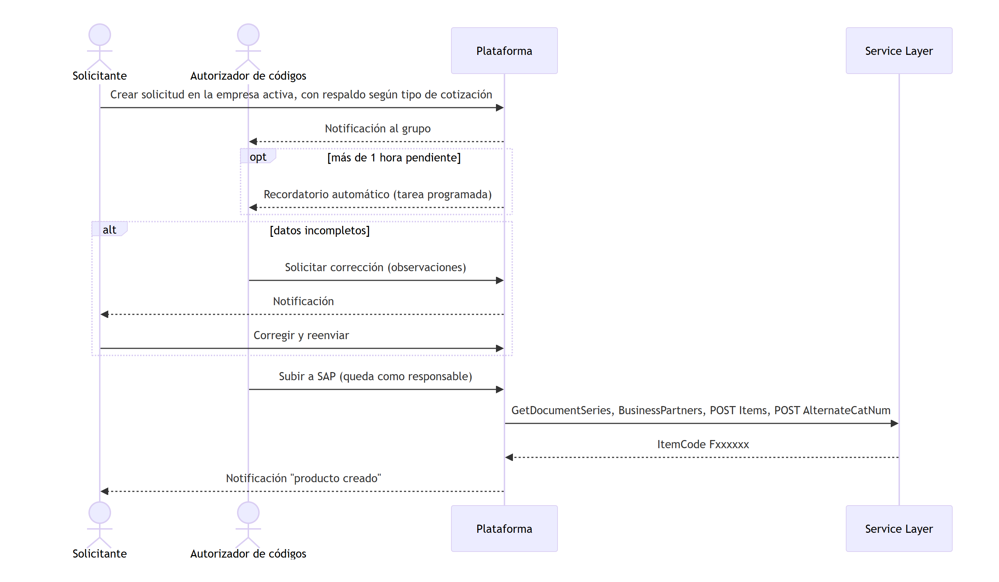 Solicitante
Autorizador de códigos
Plataforma
Service Layer
Crear solicitud en la empresa activa, con respaldo según tipo de cotización
Notificación al grupo
opt
[más de 1 hora pendiente]
Recordatorio automático (tarea programada)
alt
[datos incompletos]
Solicitar corrección (observaciones)
Notificación
Corregir y reenviar
Subir a SAP (queda como responsable)
GetDocumentSeries, BusinessPartners, POST Items, POST AlternateCatNum
ItemCode Fxxxxxx
Notificación "producto creado"
Solicitante
Autorizador de códigos
Plataforma
Service Layer